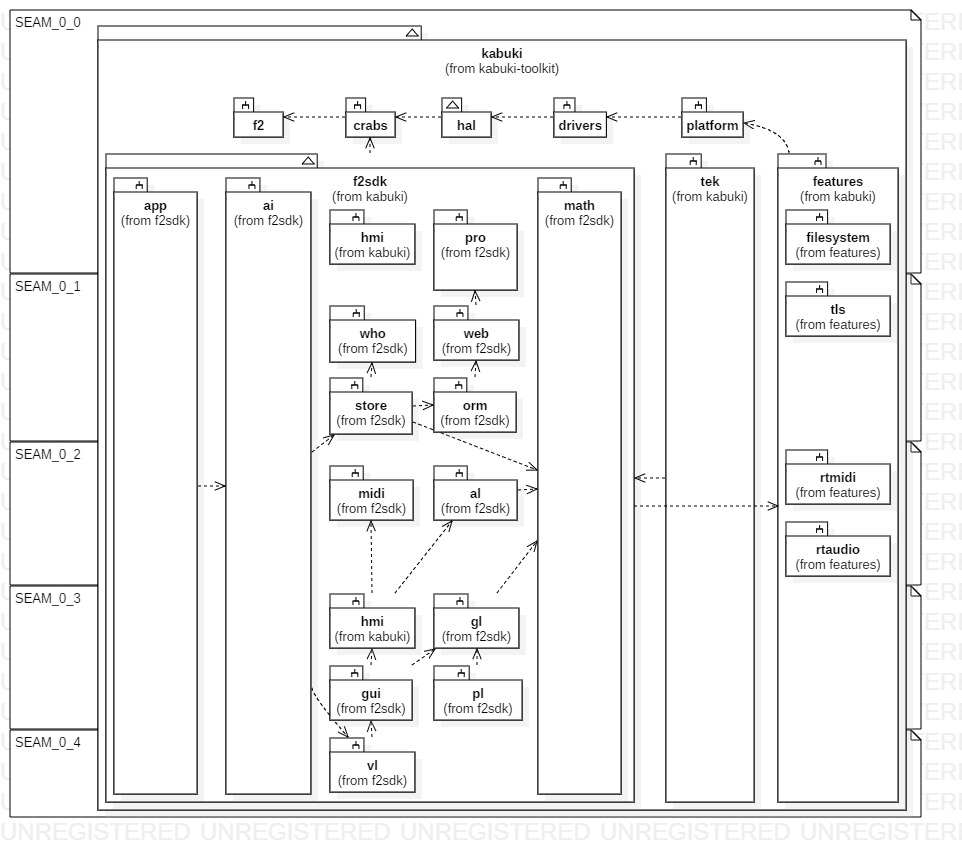 SEAM_0_0
kabuki
(from kabuki-toolkit)
f2
crabs
hal
drivers
platform
f2sdk
(from kabuki)
tek
(from kabuki)
features
(from kabuki)
app
(from f2sdk)
ai
(from f2sdk)
math
(from f2sdk)
hmi
(from kabuki)
pro
(from f2sdk)
filesystem
(from features)
SEAM_0_1
tls
(from features)
who
(from f2sdk)
web
(from f2sdk)
store
(from f2sdk)
orm
(from f2sdk)
SEAM_0_2
midi
(from f2sdk)
al
(from f2sdk)
rtmidi
(from features)
rtaudio
(from features)
SEAM_0_3
hmi
(from kabuki)
gl
(from f2sdk)
gui
(from f2sdk)
pl
(from f2sdk)
SEAM_0_4
vl
(from f2sdk)
UNREGISTERED UNREGISTERED UNREGISTERED UNREGISTERED UNREGISTERI